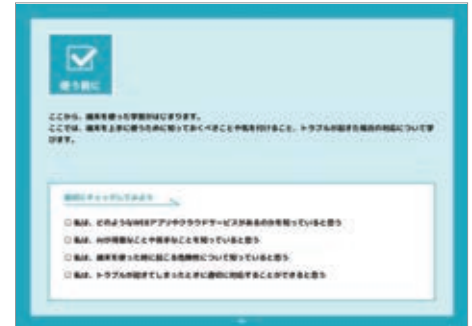 使う前に
ここから、端末を使った学習がはじまります。
ここでは、端末を上手に使うために知っておくべきことや気を付けること、トラブルが起きた場合の対応について学
びます。
最初にチェックしてみよう
□ 私は、どのようなWEBアプリやクラウドサービスがあるのかを知っていると思う
□ 私は、AIが得意なことや苦手なことを知っていると思う
□ 私は、端末を使った時に起こる危険性について知っていると思う
□ 私は、トラブルが起きてしまったときに適切に対応することができると思う